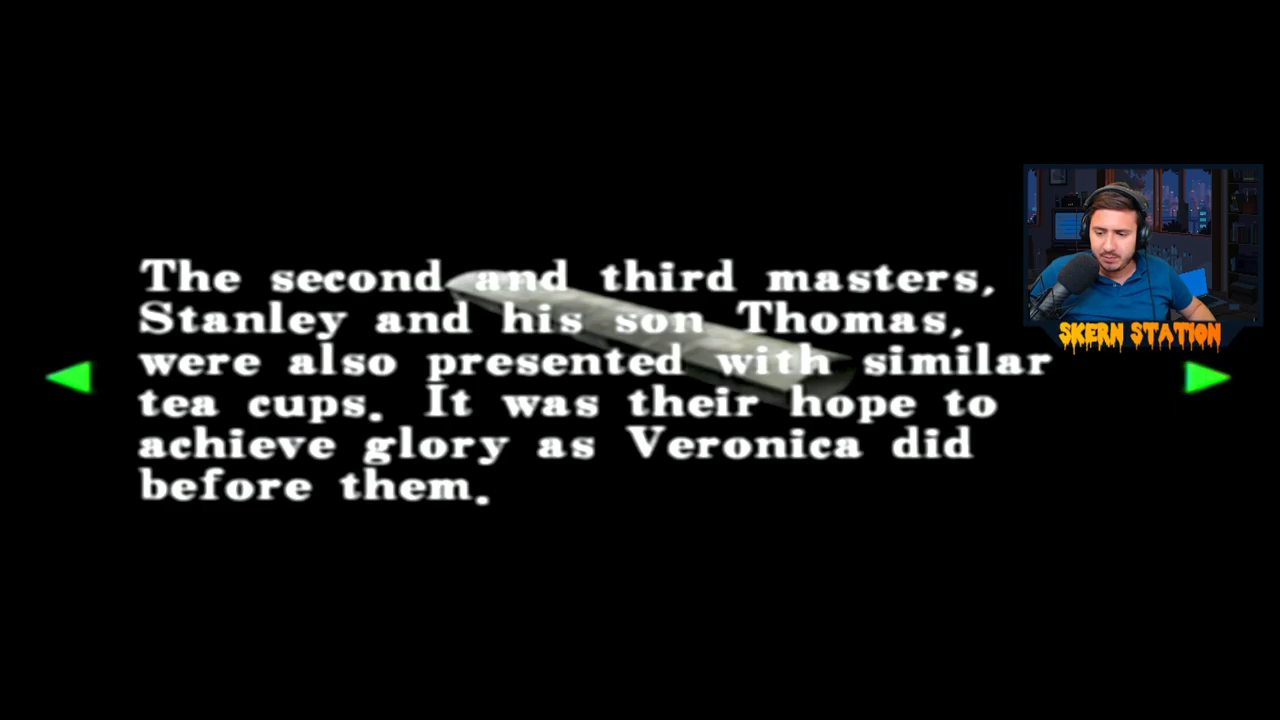 The second and third masters,
Stanley and his son Thomas,
were also presented with similar
tea cups. It was their hope to
achieve glory as Veronica did
before them.
SKERN STATION